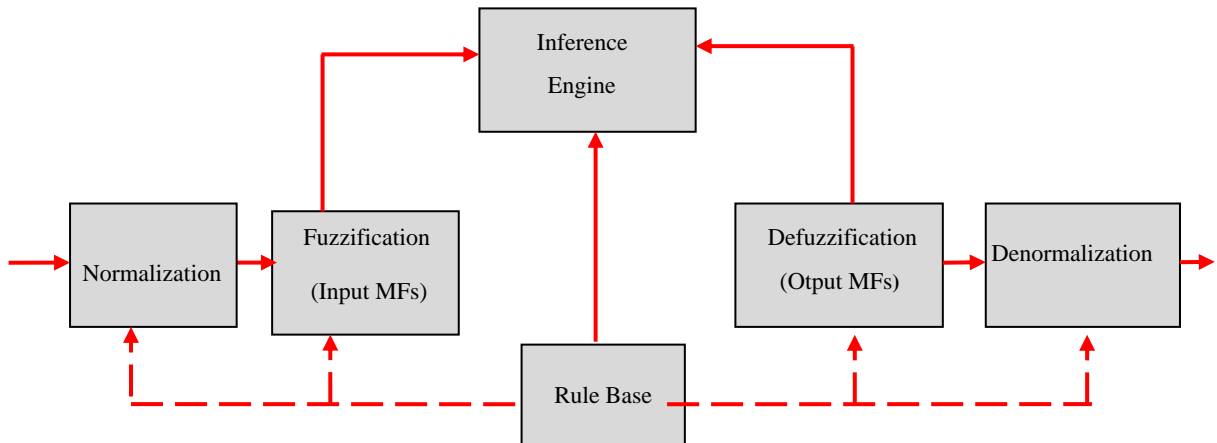 Inference
Engine
Normalization
Fuzzification
(Input MFs)
Defuzzification
(Otput MFs)
Denormalization
Rule Base